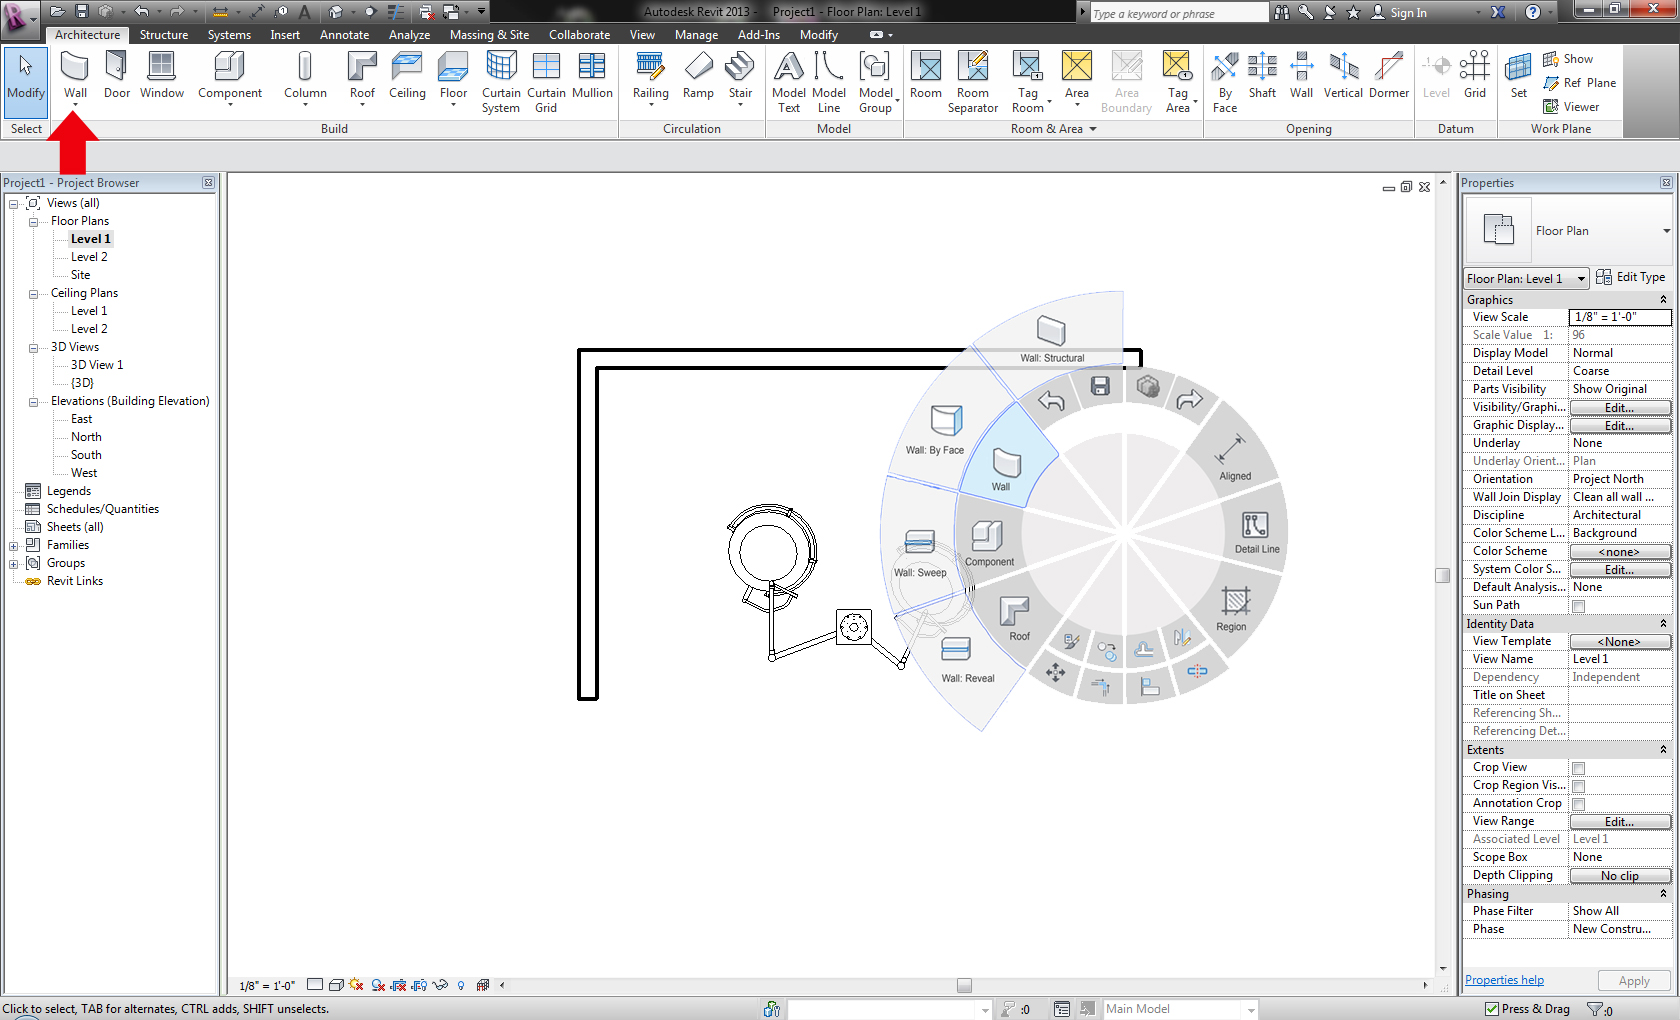 Autodesk Revit 2013 -    Project1 - Floor Plan: Level 1
Type a keyword or phrase
Sign In
Architecture Structure Systems Insert Annotate Analyze Massing & Site Collaborate View Manage Add-Ins Modify
Modify Wall Door Window Component Column Roof Ceiling Floor Curtain System Curtain Grid Mullion Railing Ramp Stair Model Text Model Line Model Group Room Room Separator Tag Room Area Area Boundary Tag Area By Face Shaft Wall Vertical Dormer Level Grid Set
Show
Ref Plane
Viewer
Select Build Circulation Model Room & Area Opening Datum Work Plane
Project1 - Project Browser
Views (all)
Floor Plans
Level 1
Level 2
Site
Ceiling Plans
Level 1
Level 2
3D Views
3D View 1
{3D}
Elevations (Building Elevation)
East
North
South
West
Legends
Schedules/Quantities
Sheets (all)
Families
Groups
Revit Links
Wall: Structural
Wall: By Face
Wall
Wall: Sweep
Component
Wall: Reveal
Roof
Aligned
Detail Line
Region
Properties
Floor Plan
Floor Plan: Level 1 Edit Type
Graphics
View Scale 1/8" = 1'-0"
Scale Value 1: 96
Display Model Normal
Detail Level Coarse
Parts Visibility Show Original
Visibility/Graphi... Edit...
Graphic Display... Edit...
Underlay None
Underlay Orient... Plan
Orientation Project North
Wall Join Display Clean all wall ...
Discipline Architectural
Color Scheme L... Background
Color Scheme <none>
System Color S... Edit...
Default Analysis... None
Sun Path
Identity Data
View Template <None>
View Name Level 1
Dependency Independent
Title on Sheet
Referencing Sh...
Referencing Det...
Extents
Crop View
Crop Region Vis...
Annotation Crop
View Range Edit...
Associated Level Level 1
Scope Box None
Depth Clipping No clip
Phasing
Phase Filter Show All
Phase New Constru...
Properties help Apply
1/8" = 1'-0"
Click to select, TAB for alternates, CTRL adds, SHIFT unselects.
:0
Main Model
Press & Drag
:0